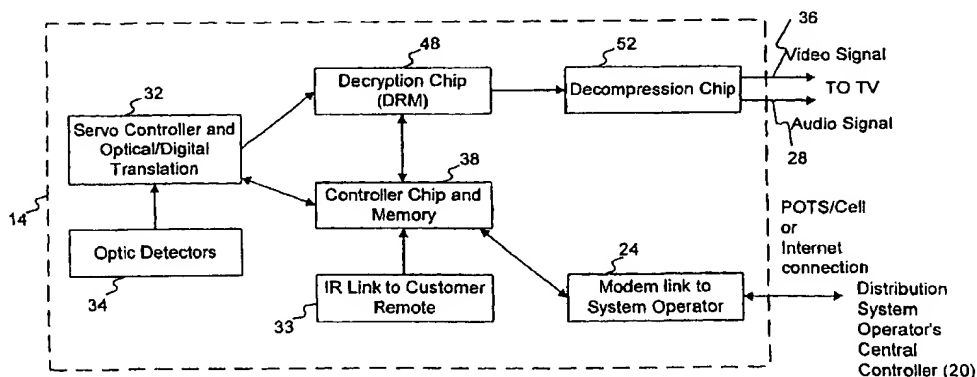 36
48
52
Video Signal
32
Decryption Chip
(DRM)
Decompression Chip
TO TV
Servo Controller and
Optical/Digital
Translation
Audio Signal
38
28
Controller Chip and
Memory
14
POTS/Cell
or
Internet
connection
Optic Detectors
24
34
IR Link to Customer
Remote
33
Modem link to
System Operator
Distribution
System
Operator's
Central
Controller (20)